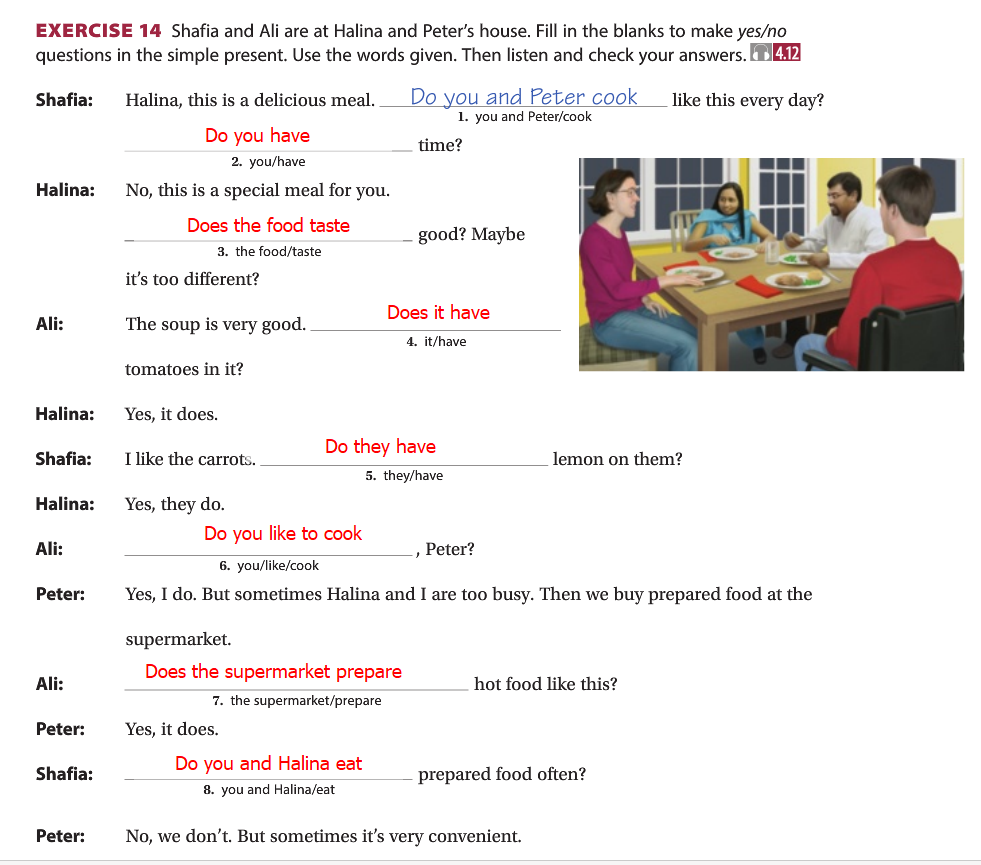 EXERCISE 14 Shafia and Ali are at Halina and Peter's house. Fill in the blanks to make yes/no
questions in the simple present. Use the words given. Then listen and check your answers. 4.12
Shafia: Halina, this is a delicious meal. Do you and Peter cook like this every day?
1. you and Peter/cook
Do you have time?
2. you/have
Halina: No, this is a special meal for you.
Does the food taste good? Maybe
3. the food/taste
it's too different?
Ali: The soup is very good. Does it have
4. it/have
tomatoes in it?
Halina: Yes, it does.
Shafia: I like the carrots. Do they have lemon on them?
5. they/have
Halina: Yes, they do.
Ali: Do you like to cook, Peter?
6. you/like/cook
Peter: Yes, I do. But sometimes Halina and I are too busy. Then we buy prepared food at the
supermarket.
Ali: Does the supermarket prepare hot food like this?
7. the supermarket/prepare
Peter: Yes, it does.
Shafia: Do you and Halina eat prepared food often?
8. you and Halina/eat
Peter: No, we don't. But sometimes it's very convenient.